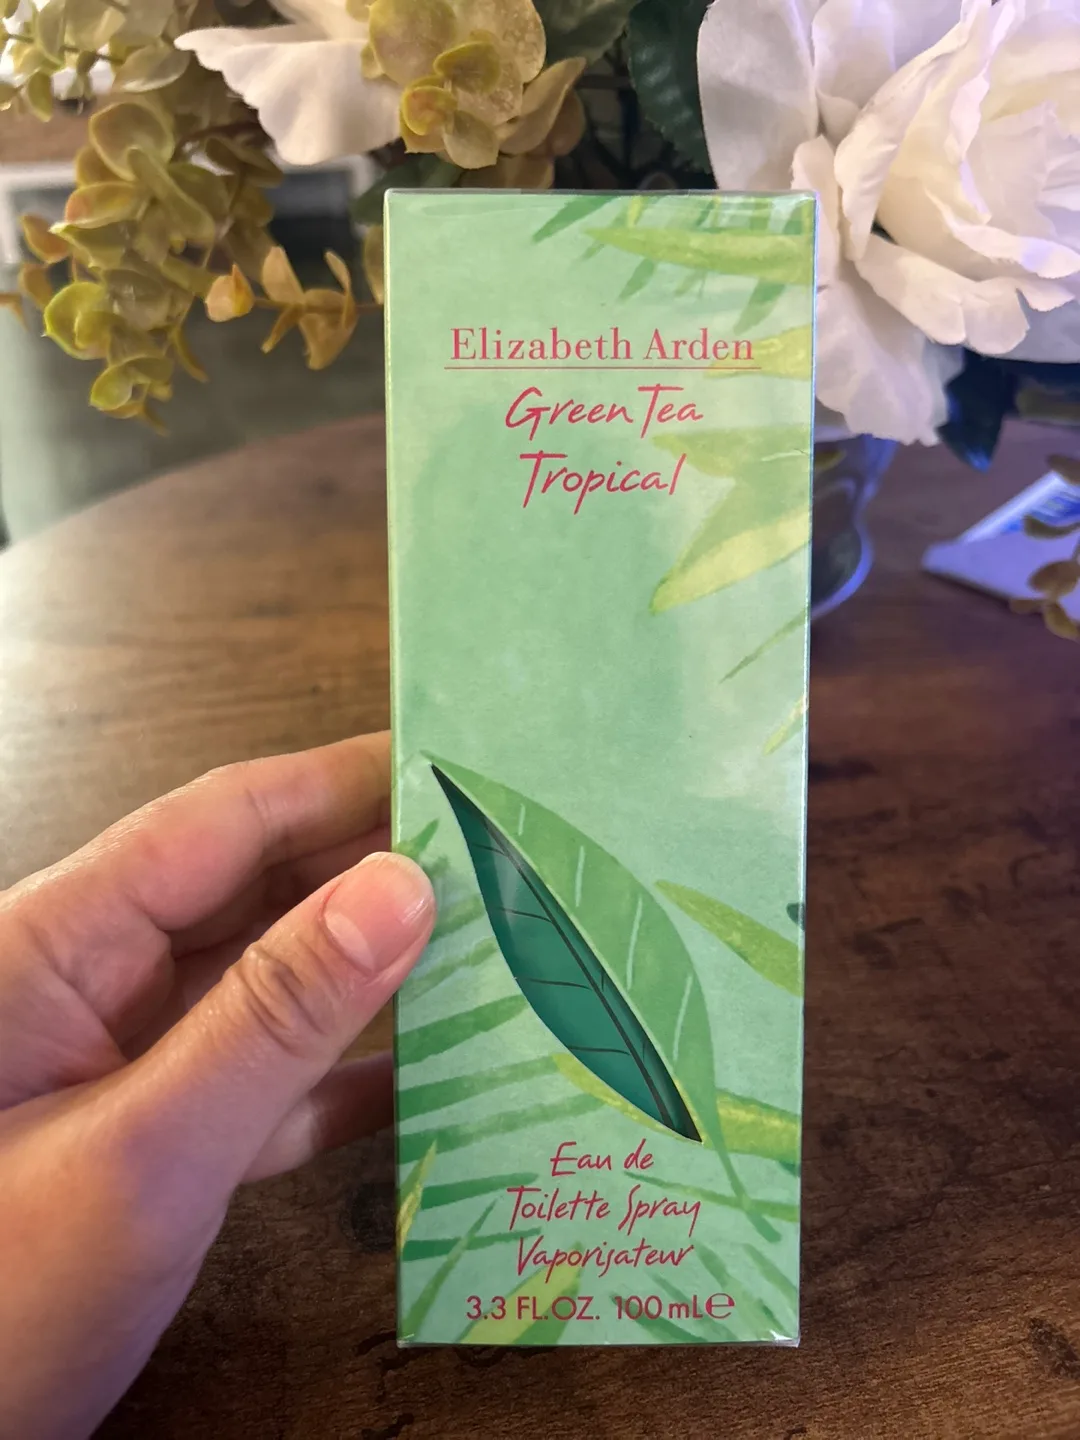 Elizabeth Arden
Green Tea
Tropical
Eau de
Toilette Spray
Vaporisateur
3.3 FL.OZ. 100 mL ℮